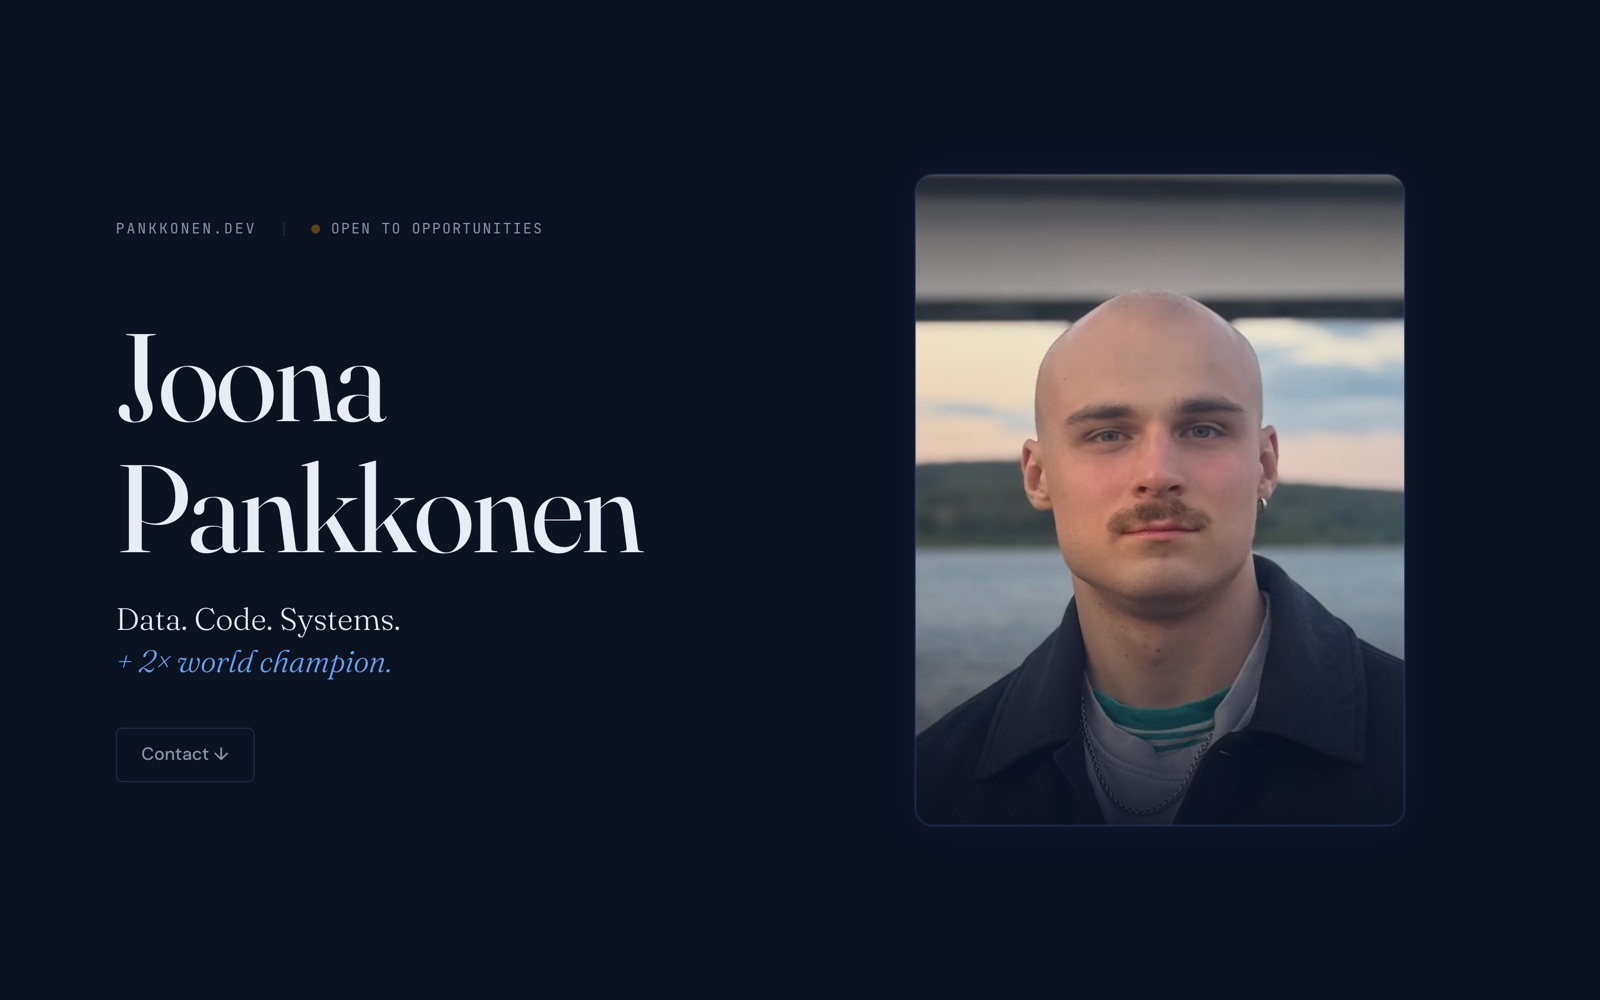 PANKKONEN.DEV | OPEN TO OPPORTUNITIES
Joona
Pankkonen
Data. Code. Systems.
+ 2× world champion.
Contact ↓